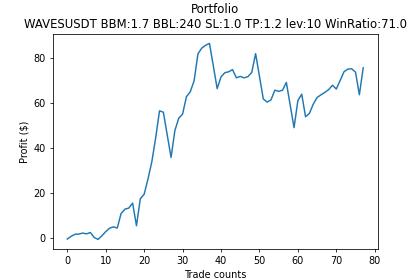 Portfolio
WAVESUSDT BBM:1.7 BBL:240 SL:1.0 TP:1.2 lev:10 WinRatio:71.0
Profit ($)
80
60
40
20
0
0 10 20 30 40 50 60 70 80
Trade counts